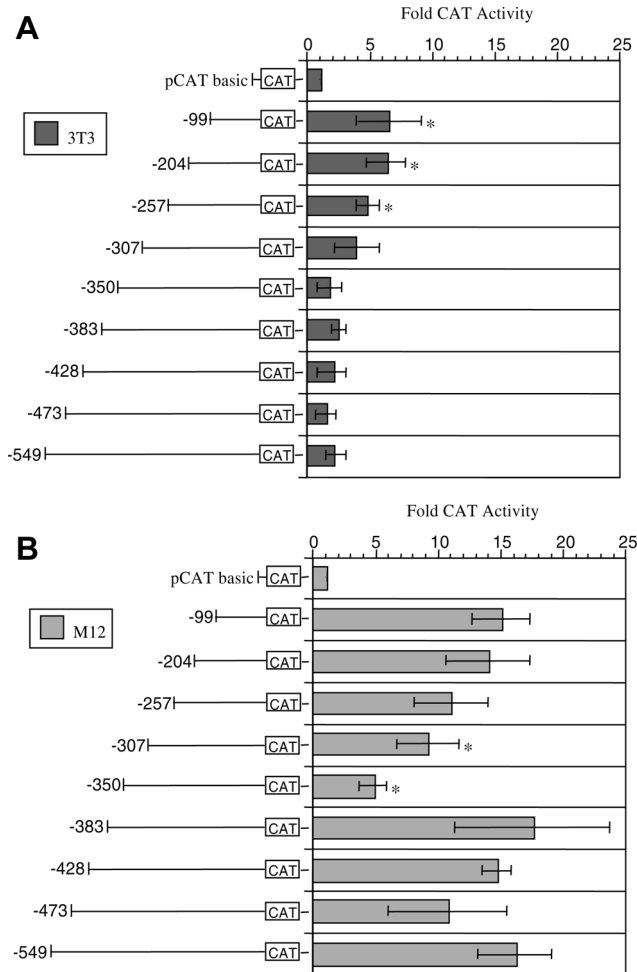 A
Fold CAT Activity
0 5 10 15 20 25
pCAT basic CAT
-99 CAT *
3T3
-204 CAT *
-257 CAT *
-307 CAT
-350 CAT
-383 CAT
-428 CAT
-473 CAT
-549 CAT
B
Fold CAT Activity
0 5 10 15 20 25
pCAT basic CAT
-99 CAT
M12
-204 CAT
-257 CAT
-307 CAT *
-350 CAT *
-383 CAT
-428 CAT
-473 CAT
-549 CAT